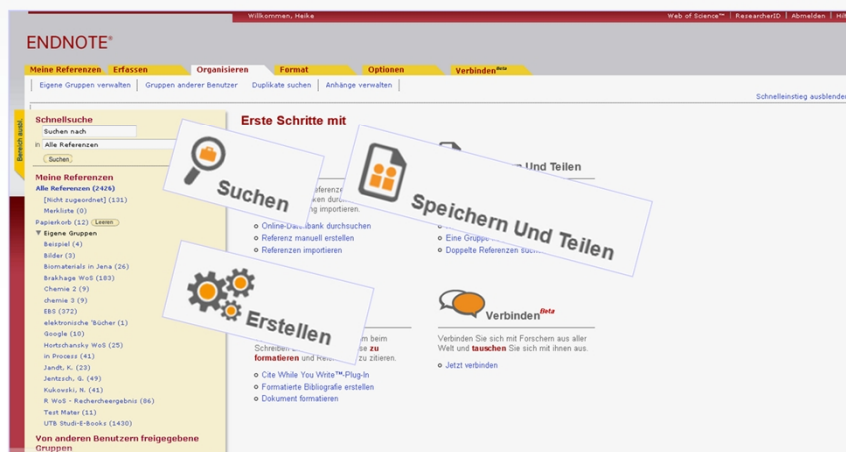 Willkommen, Heike
Web of Science™ | ResearcherID | Abmelden | Hil
ENDNOTE®
Meine Referenzen Erfassen Organisieren Format Optionen Verbinden Beta
Eigene Gruppen verwalten | Gruppen anderer Benutzer Duplikate suchen | Anhänge verwalten
Schnelleinstieg ausblenden
Bereich ausbl.
Schnellsuche
Suchen nach
in Alle Referenzen
Suchen
Meine Referenzen
Alle Referenzen (2426)
[Nicht zugeordnet] (131)
Merkliste (0)
Papierkorb (12) Leeren
Eigene Gruppen
Beispiel (4)
Bilder (3)
Biomaterials in Jena (26)
Brakhage WoS (183)
Chemie 2 (9)
chemie 3 (9)
EBS (372)
elektronische 'Bücher (1)
Google (10)
Hortschansky WoS (25)
in Process (41)
Jandt, K. (23)
Jentzsch, G. (49)
Kukowski, N. (41)
R WoS - Rechercheergebnis (86)
Test Mater (11)
UTB Studi-E-Books (1430)
Von anderen Benutzern freigegebene
Gruppen
Erste Schritte mit
Suchen
ng importieren.
Online-Datenbank durchsuchen
Referenz manuell erstellen
Referenzen importieren
Und Teilen
Speichern Und Teilen
Eine Gruppe
Doppelte Referenzen
Erstellen
beim
Schreiben zu
formatieren und zu zitieren.
Cite While You Write™-Plug-In
Formatierte Bibliografie erstellen
Dokument formatieren
Verbinden Beta
Verbinden Sie sich mit Forschern aus aller
Welt und tauschen Sie sich mit ihnen aus.
Jetzt verbinden